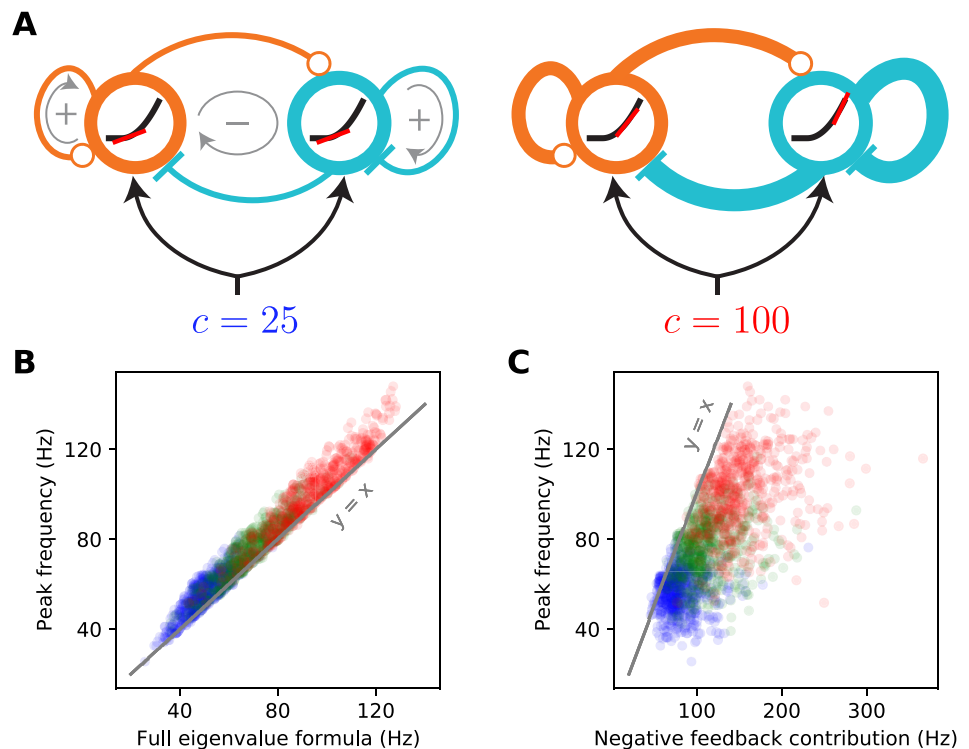 A
+
−
+
c = 25
c = 100
B
C
Peak frequency (Hz)
120
80
40
y = x
40
80
120
Full eigenvalue formula (Hz)
Peak frequency (Hz)
120
80
40
y = x
100
200
300
Negative feedback contribution (Hz)